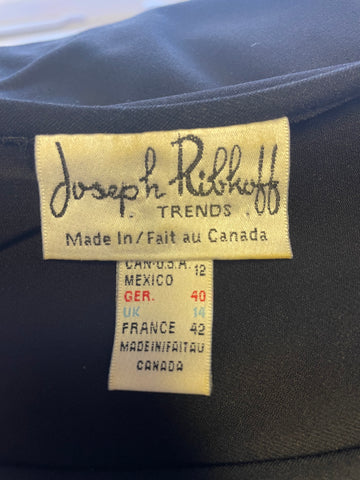 Joseph Ribkoff
. TRENDS .
Made In/Fait au Canada
CAN-U.S.A. 12
MEXICO
GER. 40
UK 14
FRANCE 42
MADE IN/FAIT AU
CANADA